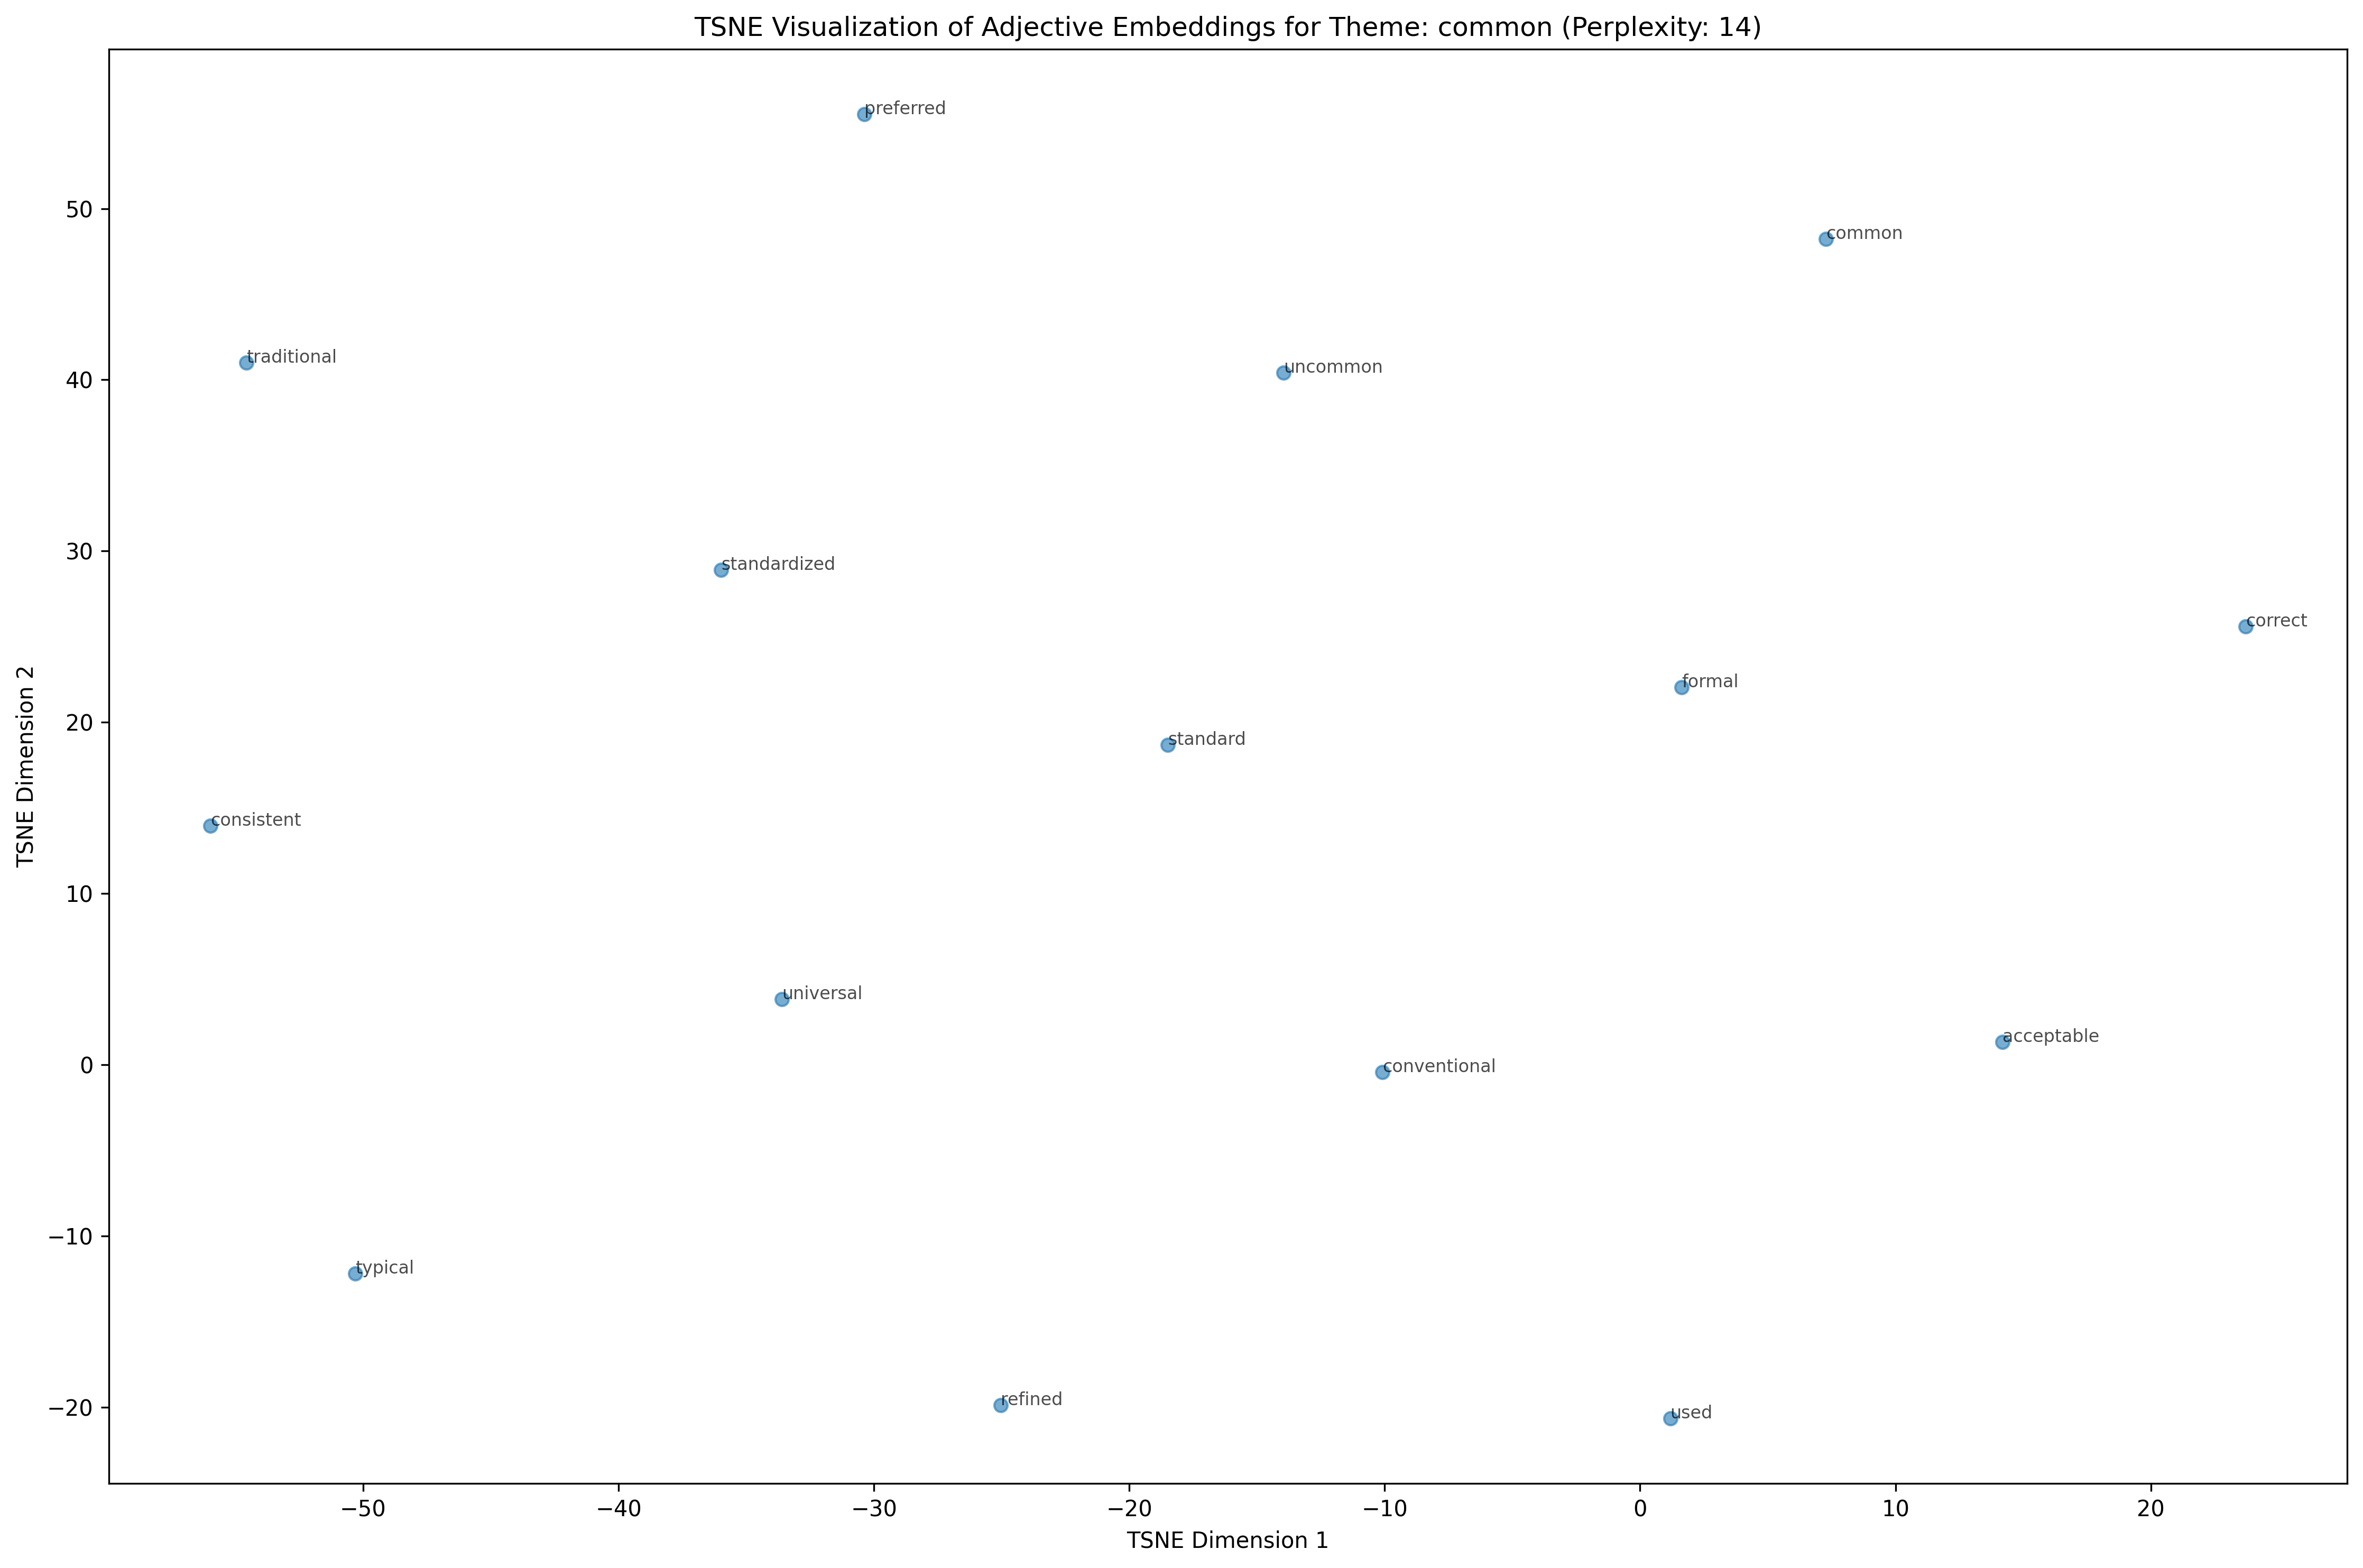 TSNE Visualization of Adjective Embeddings for Theme: common (Perplexity: 14)
preferred
50
common
traditional
uncommon
40
standardized
30
correct
formal
20
standard
TSNE Dimension 2
consistent
10
universal
acceptable
0
conventional
−10
typical
refined
used
−20
−50
−40
−30
−20
−10
0
10
20
TSNE Dimension 1